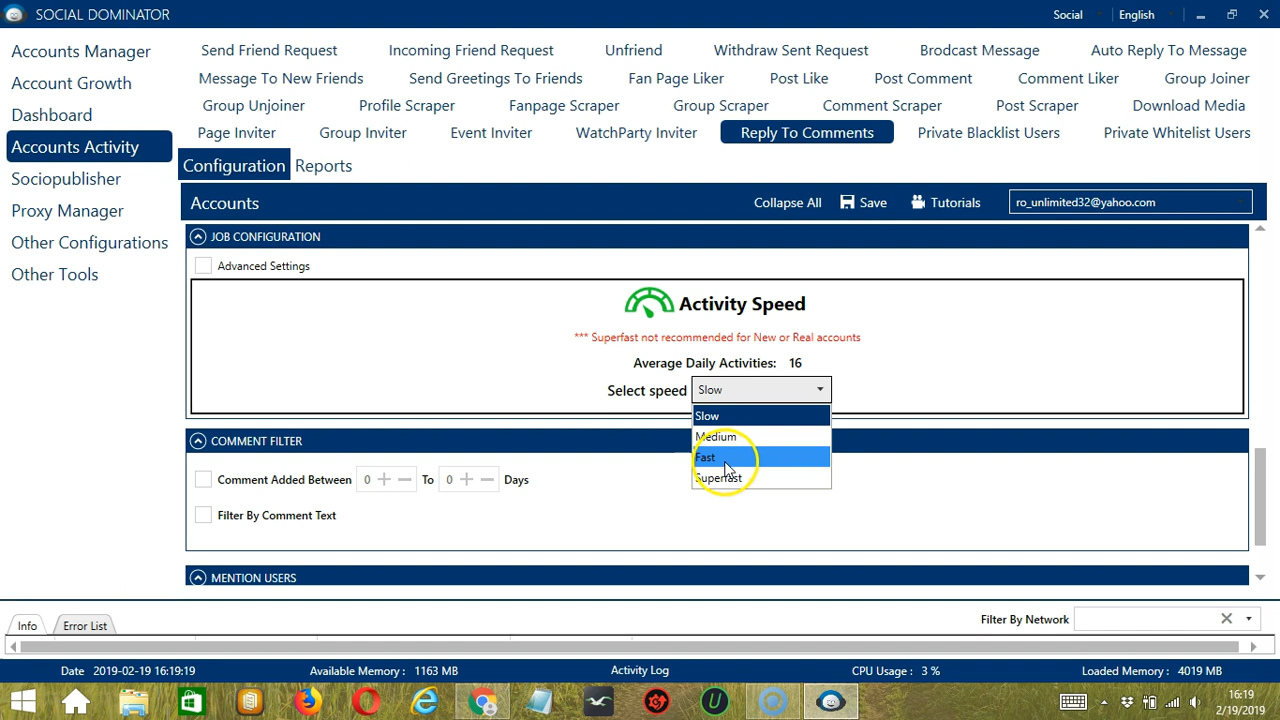 SOCIAL DOMINATOR
Social
English
Accounts Manager
Account Growth
Dashboard
Accounts Activity
Sociopublisher
Proxy Manager
Other Configurations
Other Tools
Send Friend Request
Incoming Friend Request
Unfriend
Withdraw Sent Request
Brodcast Message
Auto Reply To Message
Message To New Friends
Send Greetings To Friends
Fan Page Liker
Post Like
Post Comment
Comment Liker
Group Joiner
Group Unjoiner
Profile Scraper
Fanpage Scraper
Group Scraper
Comment Scraper
Post Scraper
Download Media
Page Inviter
Group Inviter
Event Inviter
WatchParty Inviter
Reply To Comments
Private Blacklist Users
Private Whitelist Users
Configuration
Reports
Accounts
Collapse All
Save
Tutorials
ro_unlimited32@yahoo.com
JOB CONFIGURATION
Advanced Settings
Activity Speed
*** Superfast not recommended for New or Real accounts
Average Daily Activities: 16
Select speed
Slow
Slow
Medium
Fast
Superfast
COMMENT FILTER
Comment Added Between
0 + —
To
0 + —
Days
Filter By Comment Text
MENTION USERS
Info
Error List
Filter By Network
Date 2019-02-19 16:19:19
Available Memory : 1163 MB
Activity Log
CPU Usage : 3 %
Loaded Memory : 4019 MB
16:19
2/19/2019